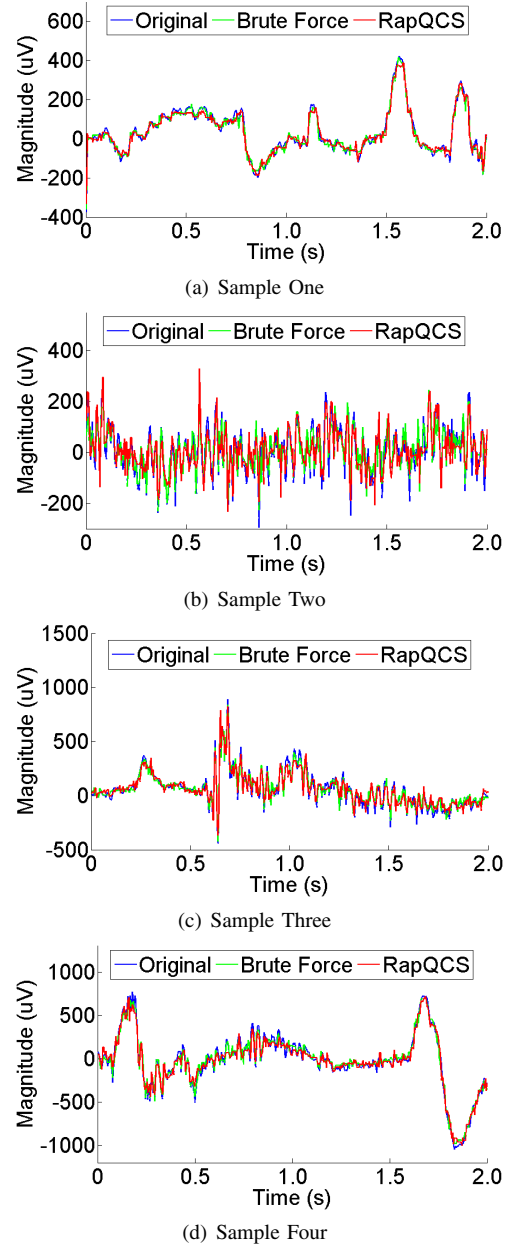 Original Brute Force RapQCS
600
400
200
0
-200
-400
Magnitude (uV)
0 0.5 1.0 1.5 2.0
Time (s)
(a) Sample One
Original Brute Force RapQCS
400
200
0
-200
Magnitude (uV)
0 0.5 1.0 1.5 2.0
Time (s)
(b) Sample Two
1500
Original Brute Force RapQCS
1000
500
0
-500
Magnitude (uV)
0 0.5 1.0 1.5 2.0
Time (s)
(c) Sample Three
Original Brute Force RapQCS
1000
500
0
-500
-1000
Magnitude (uV)
0 0.5 1.0 1.5 2.0
Time (s)
(d) Sample Four